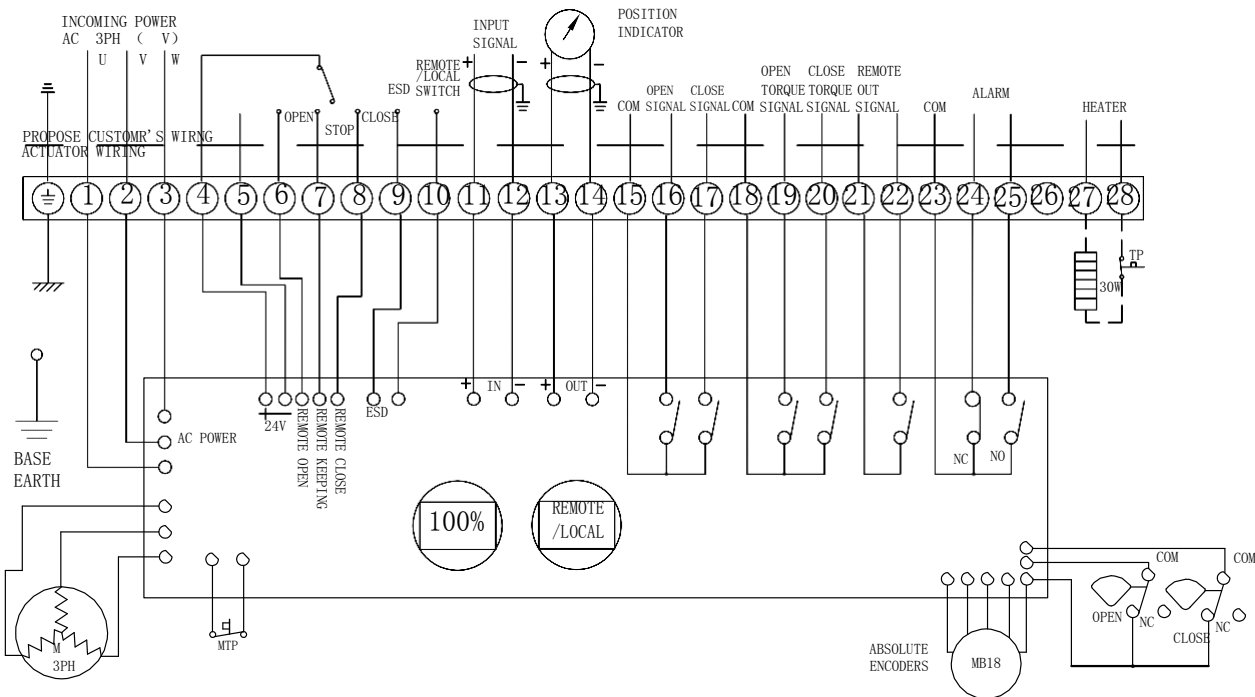 INCOMING POWER
AC 3PH ( V)
U V W
INPUT
SIGNAL
POSITION
INDICATOR
REMOTE
/LOCAL
SWITCH
ESD
+ -
+ -
OPEN
STOP
CLOSE
COM
OPEN
SIGNAL
CLOSE
SIGNAL
COM
OPEN
TORQUE
SIGNAL
CLOSE
TORQUE
SIGNAL
REMOTE
OUT
SIGNAL
COM
ALARM
HEATER
PROPOSE CUSTOMR'S WIRNG
ACTUATOR WIRING
1 2 3 4 5 6 7 8 9 10 11 12 13 14 15 16 17 18 19 20 21 22 23 24 25 26 27 28
TP
30W
BASE
EARTH
AC POWER
+
24V
REMOTE OPEN
REMOTE KEEPING
REMOTE CLOSE
ESD
+ IN -
+ OUT -
NC
NO
100%
REMOTE
/LOCAL
M
3PH
MTP
ABSOLUTE
ENCODERS
MB18
COM
OPEN
NC
COM
CLOSE
NC